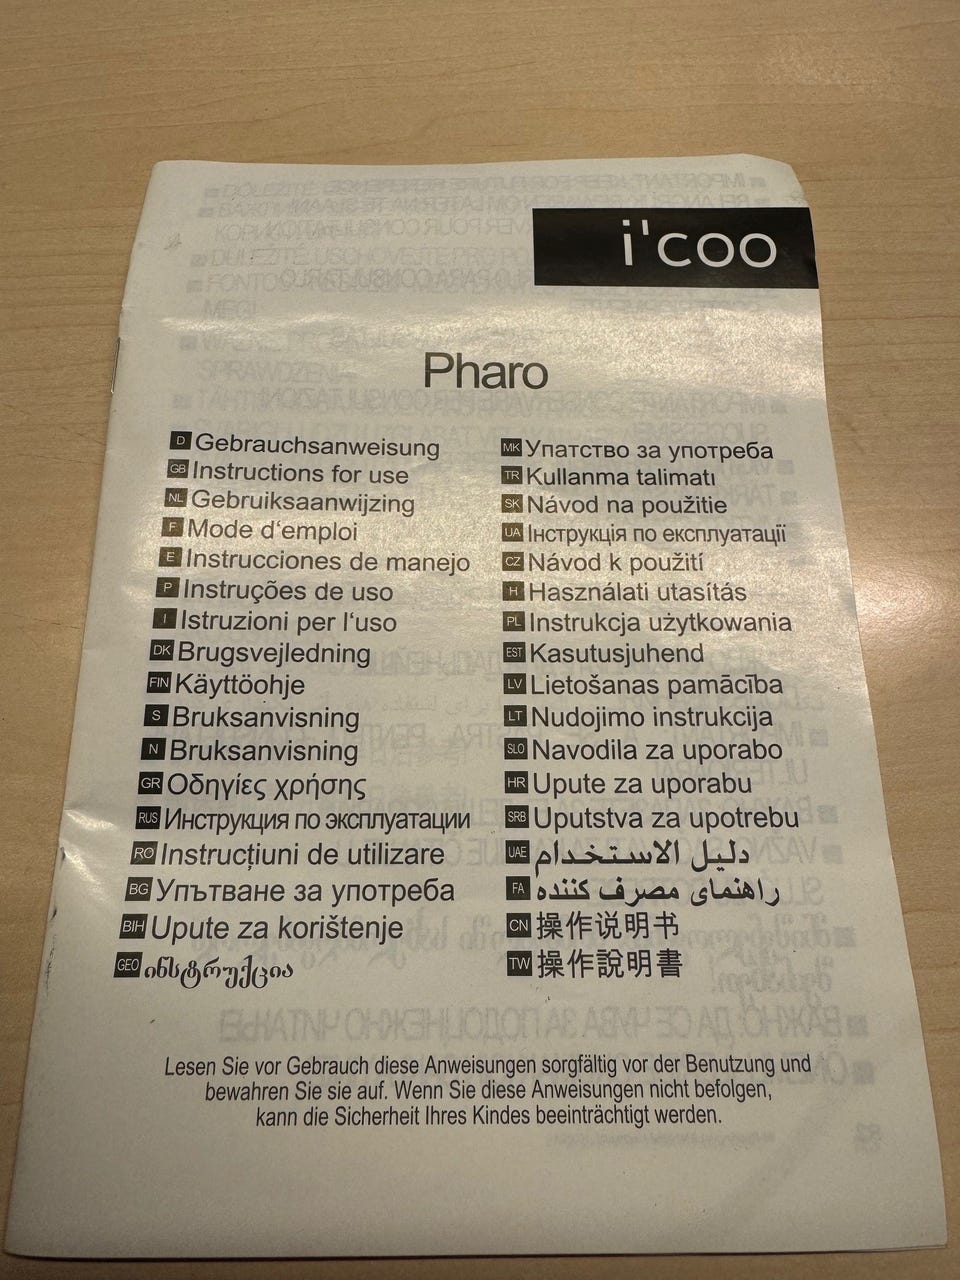 i'coo
Pharo
D Gebrauchsanweisung
GB Instructions for use
NL Gebruiksaanwijzing
F Mode d‘emploi
E Instrucciones de manejo
P Instruções de uso
I Istruzioni per l‘uso
DK Brugsvejledning
FIN Käyttöohje
S Bruksanvisning
N Bruksanvisning
GR Οδηγίες χρήσης
RUS Инструкция по эксплуатации
RO Instrucțiuni de utilizare
BG Упътване за употреба
BIH Upute za korištenje
GEO ინსტრუქცია
MK Упатство за употреба
TR Kullanma talimatı
SK Návod na použitie
UA Інструкція по експлуатації
CZ Návod k použití
H Használati utasítás
PL Instrukcja użytkowania
EST Kasutusjuhend
LV Lietošanas pamācība
LT Nudojimo instrukcija
SLO Navodila za uporabo
HR Upute za uporabu
SRB Uputstva za upotrebu
UAE دليل الاستخدام
FA راهنمای مصرف کننده
CN 操作说明书
TW 操作說明書
Lesen Sie vor Gebrauch diese Anweisungen sorgfältig vor der Benutzung und
bewahren Sie sie auf. Wenn Sie diese Anweisungen nicht befolgen,
kann die Sicherheit Ihres Kindes beeinträchtigt werden.